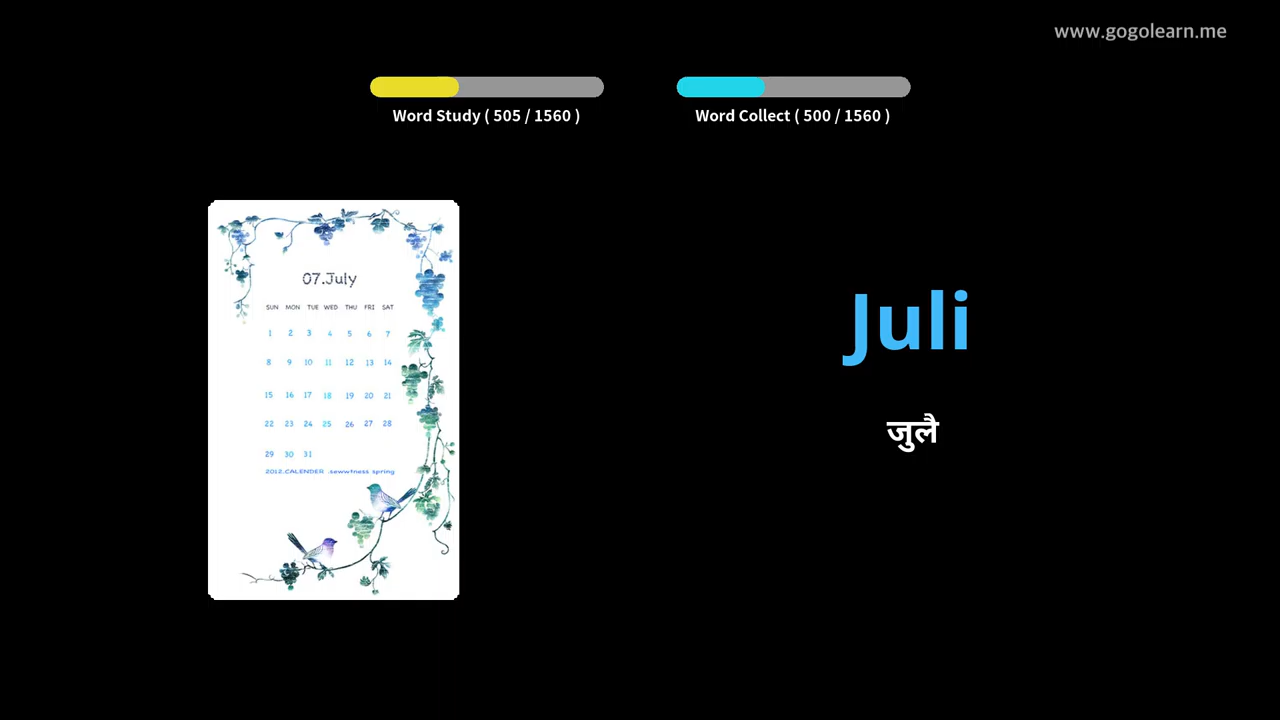 www.gogolearn.me
Word Study ( 505 / 1560 )
Word Collect ( 500 / 1560 )
07.July
SUN MON TUE WED THU FRI SAT
1 2 3 4 5 6 7
8 9 10 11 12 13 14
15 16 17 18 19 20 21
22 23 24 25 26 27 28
29 30 31
2012.CALENDER .sewwtness spring
Juli
जुलै